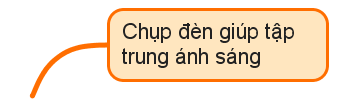 Chụp đèn giúp tập
trung ánh sáng